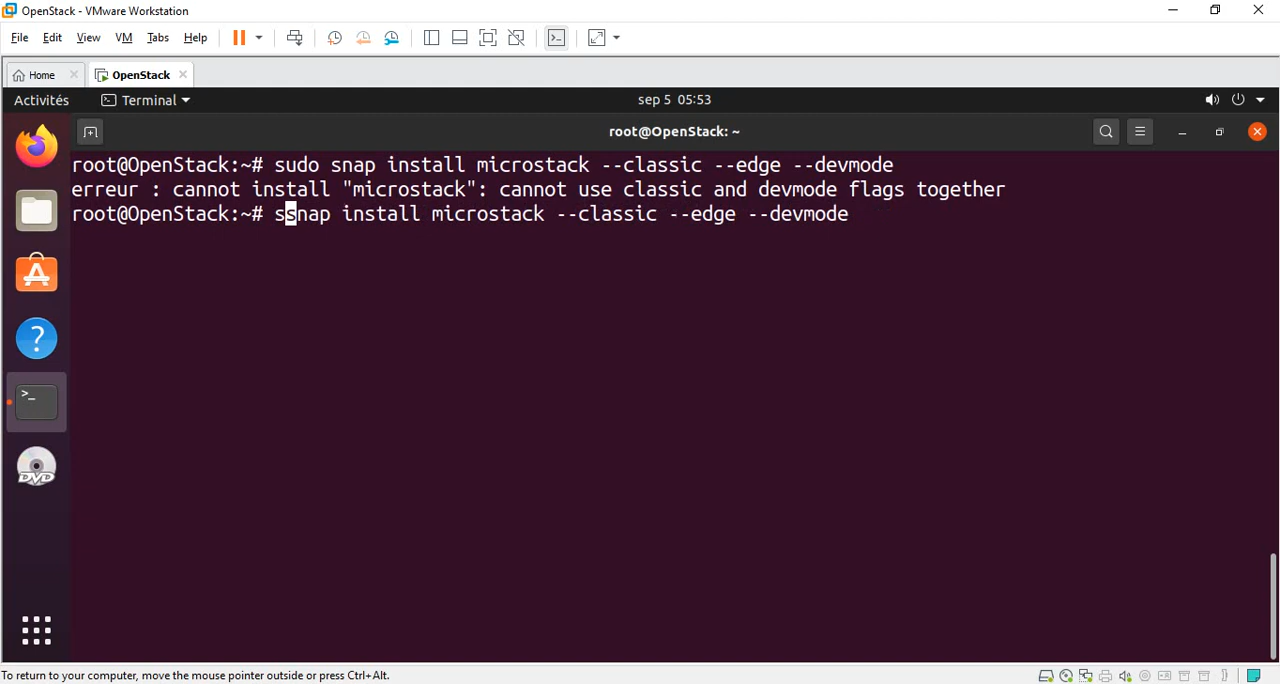 OpenStack - VMware Workstation
File Edit View VM Tabs Help
Home OpenStack
Activités Terminal sep 5 05:53
root@OpenStack: ~
root@OpenStack:~# sudo snap install microstack --classic --edge --devmode
erreur : cannot install "microstack": cannot use classic and devmode flags together
root@OpenStack:~# ssnap install microstack --classic --edge --devmode
>_
?
DVD
To return to your computer, move the mouse pointer outside or press Ctrl+Alt.